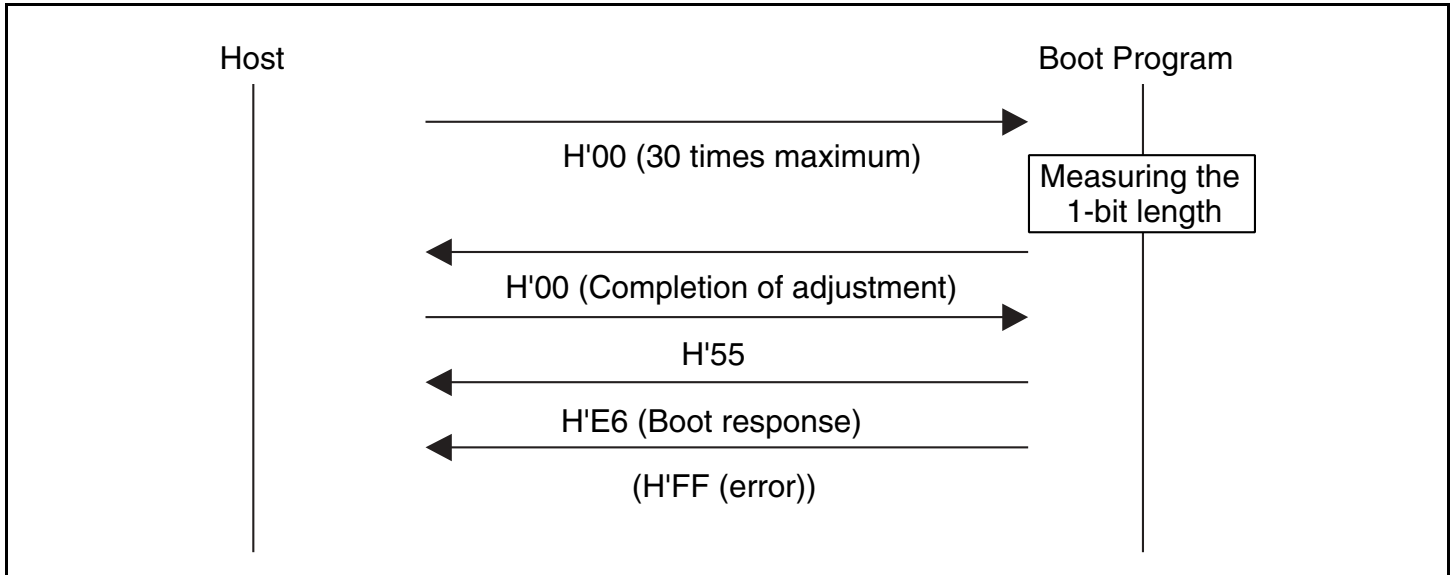 Host
Boot Program
H'00 (30 times maximum)
Measuring the
1-bit length
H'00 (Completion of adjustment)
H'55
H'E6 (Boot response)
(H'FF (error))